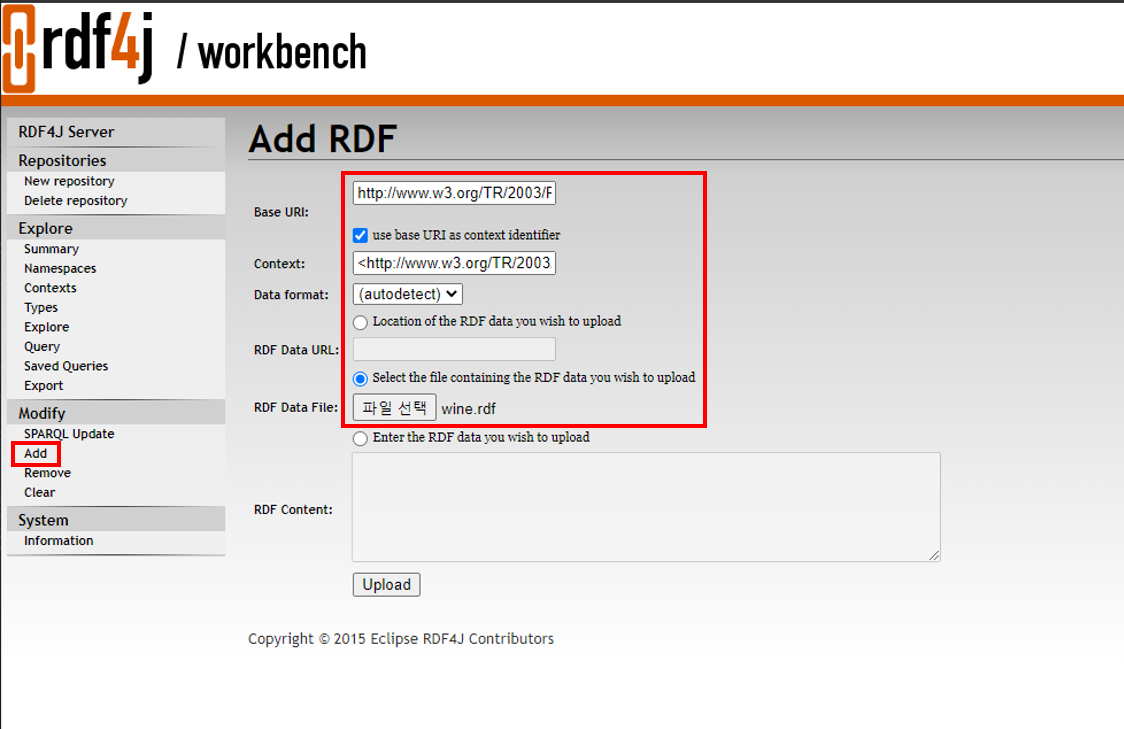 rdf4j / workbench
RDF4J Server
Repositories
New repository
Delete repository
Explore
Summary
Namespaces
Contexts
Types
Explore
Query
Saved Queries
Export
Modify
SPARQL Update
Add
Remove
Clear
System
Information
Add RDF
Base URI:
http://www.w3.org/TR/2003/F
use base URI as context identifier
Context:
<http://www.w3.org/TR/2003
Data format:
(autodetect)
Location of the RDF data you wish to upload
RDF Data URL:
Select the file containing the RDF data you wish to upload
RDF Data File:
파일 선택 wine.rdf
Enter the RDF data you wish to upload
RDF Content:
Upload
Copyright © 2015 Eclipse RDF4J Contributors